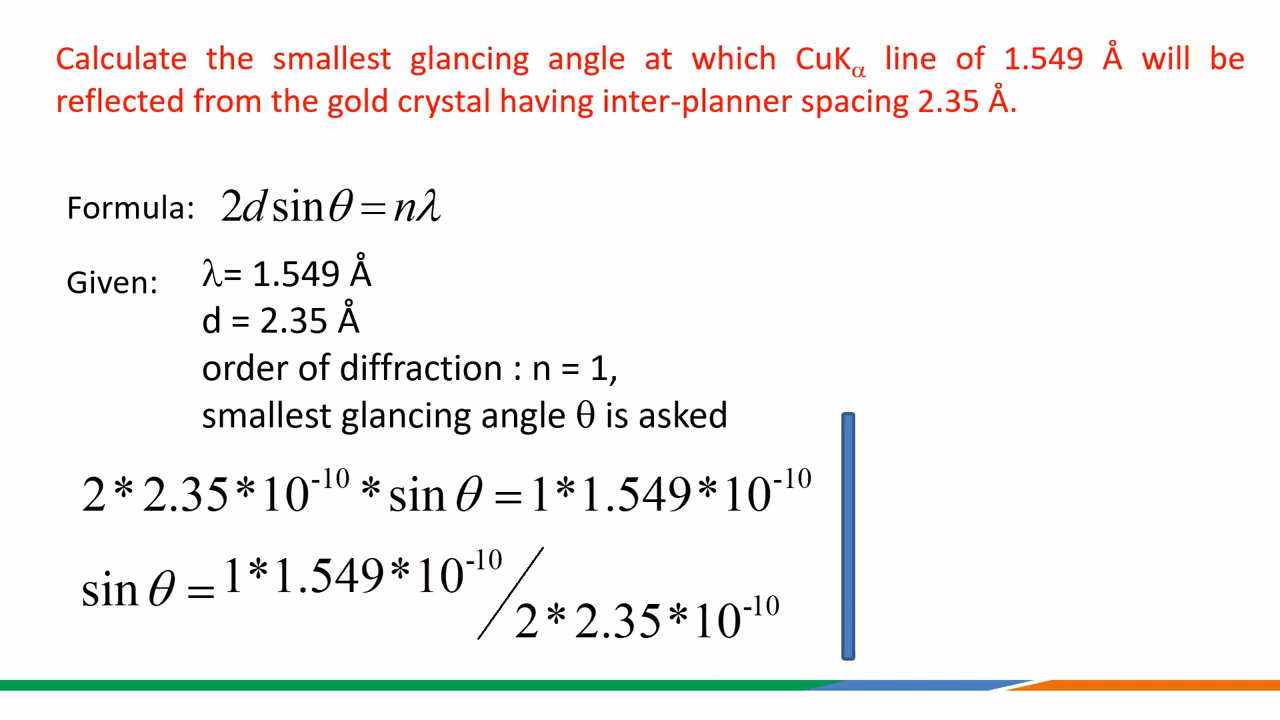 Calculate the smallest glancing angle at which CuKα line of 1.549 Å will be
reflected from the gold crystal having inter-planner spacing 2.35 Å.
Formula: 2d sin θ = nλ
Given: λ= 1.549 Å
d = 2.35 Å
order of diffraction : n = 1,
smallest glancing angle θ is asked
2*2.35*10^-10 *sin θ =1*1.549*10^-10
sin θ = 1*1.549*10^-10 / 2*2.35*10^-10